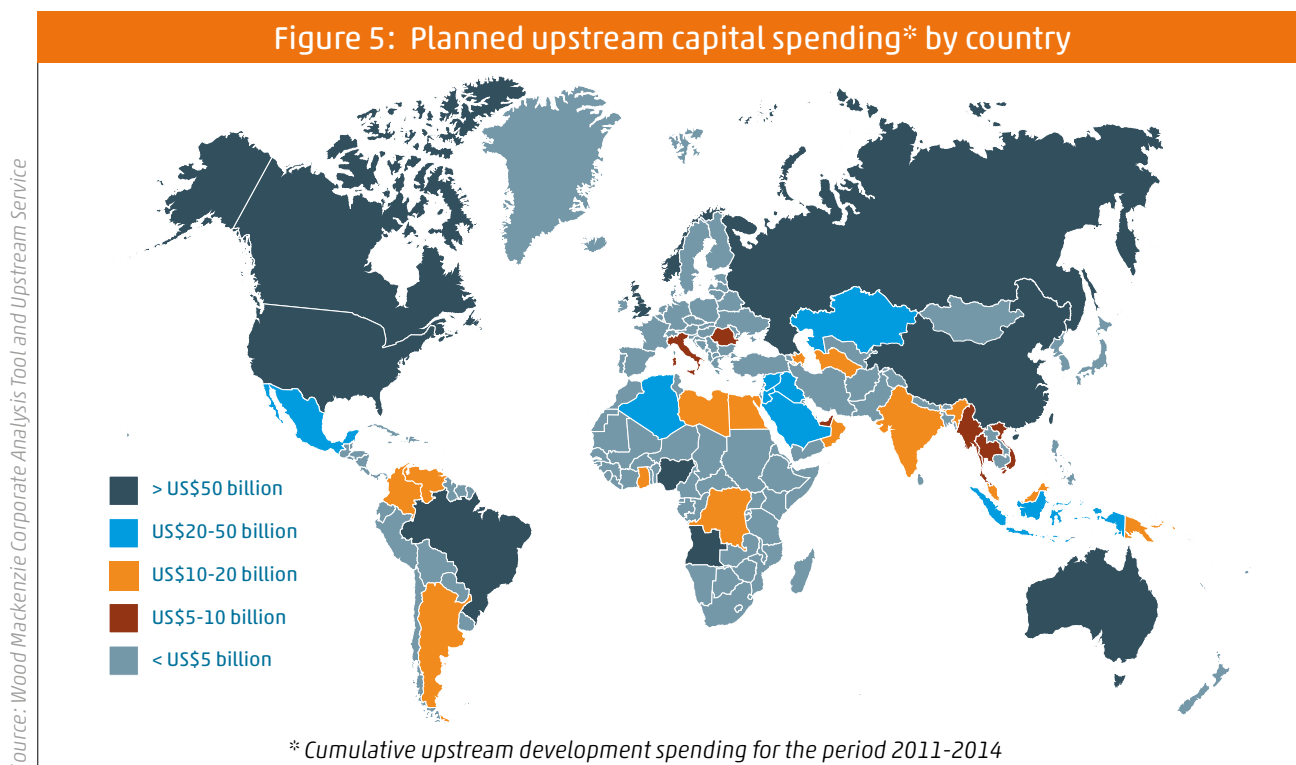 Figure 5: Planned upstream capital spending* by country
> US$50 billion
US$20-50 billion
US$10-20 billion
US$5-10 billion
< US$5 billion
* Cumulative upstream development spending for the period 2011-2014
ource: Wood Mackenzie Corporate Analysis Tool and Upstream Service